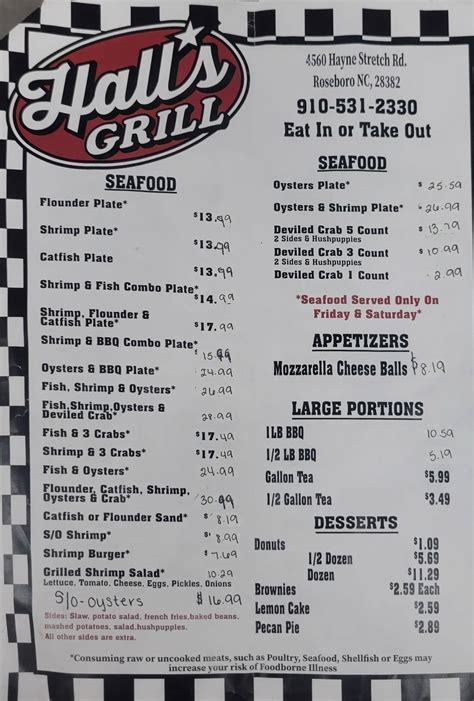 Hall's
GRILL
4560 Hayne Stretch Rd.
Roseboro NC, 28382
910-531-2330
Eat In or Take Out
SEAFOOD
Flounder Plate* $13.99
Shrimp Plate* $13.99
Catfish Plate $13.99
Shrimp & Fish Combo Plate* $14.99
Shrimp, Flounder &
Catfish Plate* $17.99
Shrimp & BBQ Combo Plate* 15.99
Oysters & BBQ Plate* 24.99
Fish, Shrimp & Oysters* 26.99
Fish,Shrimp,Oysters &
Deviled Crab* 28.99
Fish & 3 Crabs* $17.49
Shrimp & 3 Crabs* $17.49
Fish & Oysters* 24.99
Flounder, Catfish, Shrimp,
Oysters & Crab* 30.99
Catfish or Flounder Sand* $8.19
S/O Shrimp* $8.99
Shrimp Burger* $7.69
Grilled Shrimp Salad* 10.29
Lettuce, Tomato, Cheese, Eggs, Pickles, Onions
S/o-oysters $16.99
Sides: Slaw, potato salad, french fries,baked beans,
mashed potatoes, salad,hushpuppies.
All other sides are extra.
SEAFOOD
Oysters Plate* $25.59
Oysters & Shrimp Plate* $26.99
Deviled Crab 5 Count $13.79
2 Sides & Hushpuppies
Deviled Crab 3 Count $10.99
2 Sides & Hushpuppies
Deviled Crab 1 Count 2.99
*Seafood Served Only On
Friday & Saturday*
APPETIZERS
Mozzarella Cheese Balls $8.19
LARGE PORTIONS
1LB BBQ 10.59
1/2 LB BBQ 5.19
Gallon Tea $5.99
1/2 Gallon Tea $3.49
DESSERTS
Donuts $1.09
1/2 Dozen $5.69
Dozen $11.29
Brownies $2.59 Each
Lemon Cake $2.59
Pecan Pie $2.89
*Consuming raw or uncooked meats, such as Poultry, Seafood, Shellfish or Eggs may
increase your risk of Foodborne Illness